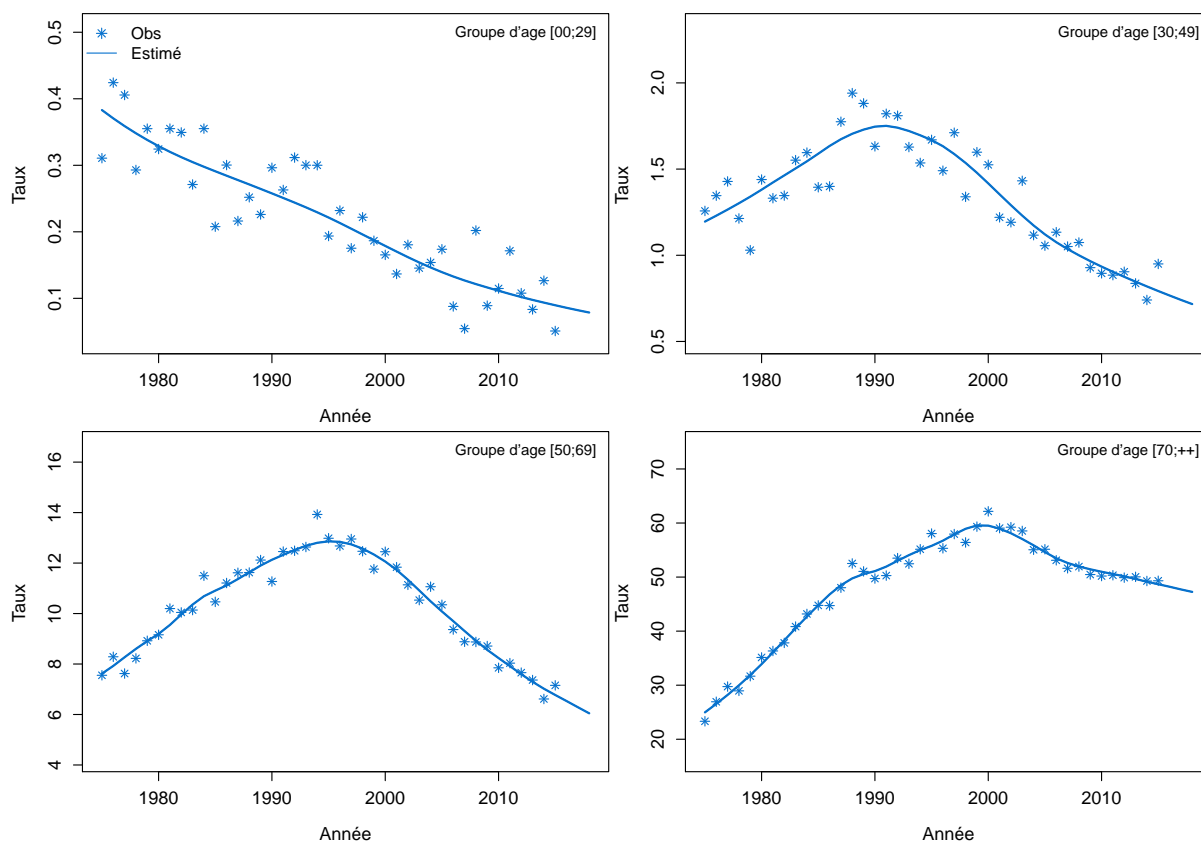 Groupe d'age [00;29]
Obs
Estimé
Taux
0.5
0.4
0.3
0.2
0.1
1980 1990 2000 2010
Année
Groupe d'age [30;49]
Taux
2.0
1.5
1.0
0.5
1980 1990 2000 2010
Année
Groupe d'age [50;69]
Taux
16
14
12
10
8
6
4
1980 1990 2000 2010
Année
Groupe d'age [70;++]
Taux
70
60
50
40
30
20
1980 1990 2000 2010
Année